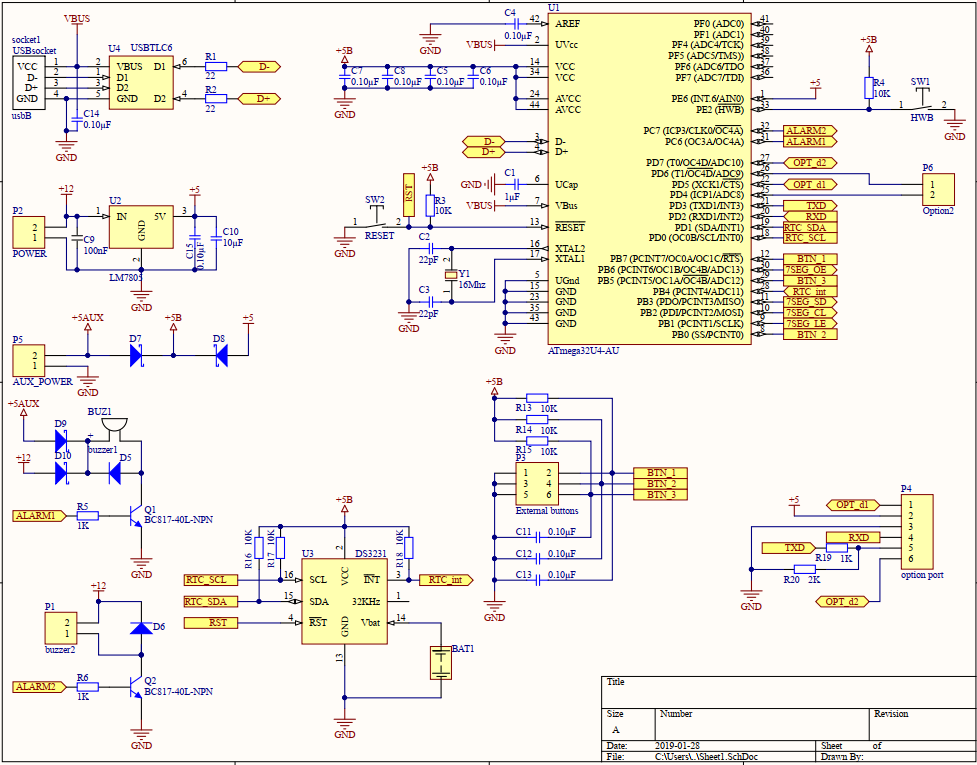 VBUS
socket1
USBsocket
VCC 1
D- 2
D+ 3
GND 4
5
usbB
C14
0.10µF
GND
U4 USBTLC6
2 VBUS D1 6
1 D1
3 D2
5 GND D2 4
R1
22
D-
R2
22
D+
+12
+5
P2
2
1
POWER
C9
100nF
U2
1 IN 5V 3
GND
2
LM7805
GND
C15
0.10µF
C10
10µF
+5AUX
+5B
+5
P5
2
1
AUX_POWER
GND
D7
D8
+5AUX
BUZ1
+
buzzer1
D9
+12
D10
D5
ALARM1
R5
1K
Q1
BC817-40L-NPN
GND
+12
P1
2
1
buzzer2
D6
ALARM2
R6
1K
Q2
BC817-40L-NPN
GND
C4
0.10µF
GND
VBUS
+5B
C7
0.10µF
C8
0.10µF
C5
0.10µF
C6
0.10µF
GND
D-
D+
GND
C1
1µF
VBUS
RST
+5B
R3
10K
SW2
1 2
RESET
GND
C2
22pF
Y1
16Mhz
1
2
C3
22pF
GND
GND
U1
42 AREF
2 UVcc
14 VCC
34 VCC
24 AVCC
44 AVCC
3 D-
4 D+
6 UCap
7 VBus
13 RESET
16 XTAL2
17 XTAL1
5 UGnd
15 GND
23 GND
35 GND
43 GND
ATmega32U4-AU
PF0 (ADC0) 41
PF1 (ADC1) 40
PF4 (ADC4/TCK) 39
PF5 (ADC5/TMS)) 38
PF6 (ADC6/TDO) 37
PF7 (ADC7/TDI) 36
PE6 (INT.6/AIN0) 1
PE2 (HWB) 33
PC7 (ICP3/CLK0/OC4A) 32
PC6 (OC3A/OC4A) 31
PD7 (T0/OC4D/ADC10) 27
PD6 (T1/OC4D/ADC9) 26
PD5 (XCK1/CTS) 22
PD4 (ICP1/ADC8) 25
PD3 (TXD1/INT3) 21
PD2 (RXD1/INT2) 20
PD1 (SDA/INT1) 19
PD0 (OC0B/SCL/INT0) 18
PB7 (PCINT7/OC0A/OC1C/RTS) 12
PB6 (PCINT6/OC1B/OC4B/ADC13) 30
PB5 (PCINT5/OC1A/OC4B/ADC12) 29
PB4 (PCINT4/ADC11) 28
PB3 (PDO/PCINT3/MISO) 11
PB2 (PDI/PCINT2/MOSI) 10
PB1 (PCINT1/SCLK) 9
PB0 (SS/PCINT0) 8
+5
+5B
R4
10K
SW1
1 2
HWB
GND
ALARM2
ALARM1
OPT_d2
OPT_d1
TXD
RXD
RTC_SDA
RTC_SCL
BTN_1
7SEG_OE
BTN_3
RTC_int
7SEG_SD
7SEG_CL
7SEG_LE
BTN_2
P6
1
2
Option2
+5B
R13 10K
R14 10K
R15 10K
P3
1 2
3 4
5 6
External buttons
BTN_1
BTN_2
BTN_3
C11 0.10µF
C12 0.10µF
C13 0.10µF
GND
+5B
R16 10K
R17 10K
R18 10K
U3 DS3231
2
VCC
16 SCL INT 3
15 SDA 32KHz 1
4 RST Vbat 14
GND
13
RTC_SCL
RTC_SDA
RST
RTC_int
BAT1
GND
P4
+5
OPT_d1
RXD
TXD
R19 1K
R20 2K
OPT_d2
GND
1
2
3
4
5
6
option port
Title
Size
A
Number
Revision
Date: 2019-01-28
Sheet of
File: C:\Users\..\Sheet1.SchDoc
Drawn By: